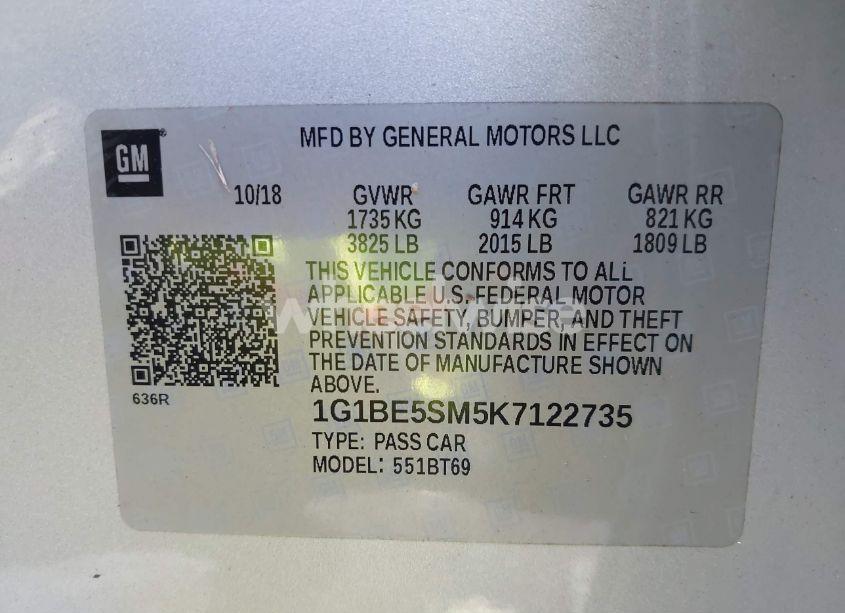 GM
MFD BY GENERAL MOTORS LLC
10/18 GVWR GAWR FRT GAWR RR
1735 KG 914 KG 821 KG
3825 LB 2015 LB 1809 LB
THIS VEHICLE CONFORMS TO ALL
APPLICABLE U.S. FEDERAL MOTOR
VEHICLE SAFETY, BUMPER, AND THEFT
PREVENTION STANDARDS IN EFFECT ON
THE DATE OF MANUFACTURE SHOWN
ABOVE.
636R
1G1BE5SM5K7122735
TYPE: PASS CAR
MODEL: 551BT69